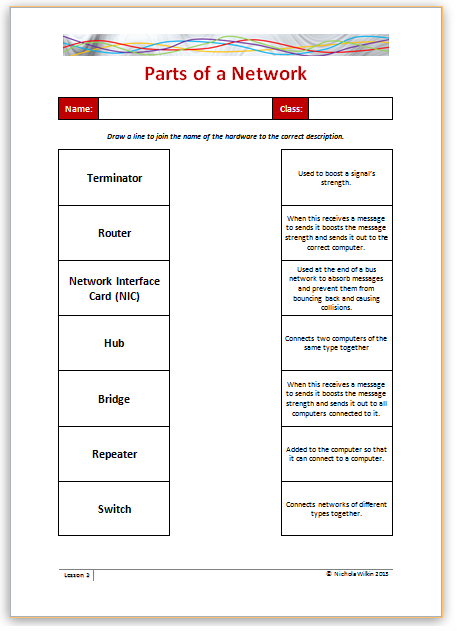 Parts of a Network
Name:
Class:
Draw a line to join the name of the hardware to the correct description.
Terminator
Used to boost a signal's
strength.
Router
When this receives a message
to sends it boosts the message
strength and sends it out to the
correct computer.
Network Interface
Card (NIC)
Used at the end of a bus
network to absorb messages
and prevent them from
bouncing back and causing
collisions.
Hub
Connects two computers of the
same type together
Bridge
When this receives a message
to sends it boosts the message
strength and sends it out to all
computers connected to it.
Repeater
Added to the computer so that
it can connect to a computer.
Switch
Connects networks of different
types together.
Lesson 3
© Nichola Wilkin 2015